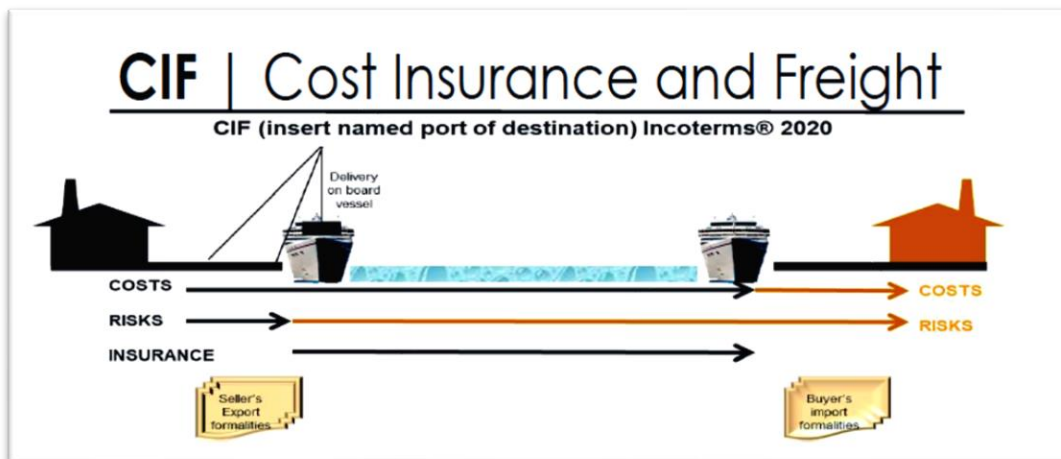 CIF | Cost Insurance and Freight
CIF (insert named port of destination) Incoterms® 2020
Delivery
on board
vessel
COSTS
COSTS
RISKS
RISKS
INSURANCE
Seller's
Export
formalities
Buyer's
import
formalities